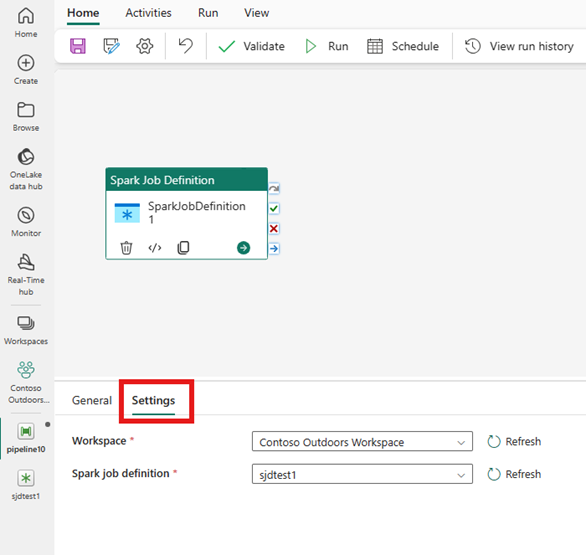 Home
Activities
Run
View
Validate
Run
Schedule
View run history
Home
Create
Browse
OneLake
data hub
Monitor
Real-Time
hub
Workspaces
Contoso
Outdoors...
pipeline10
sjdtest1
Spark Job Definition
SparkJobDefinition
1
General
Settings
Workspace *
Contoso Outdoors Workspace
Refresh
Spark job definition *
sjdtest1
Refresh